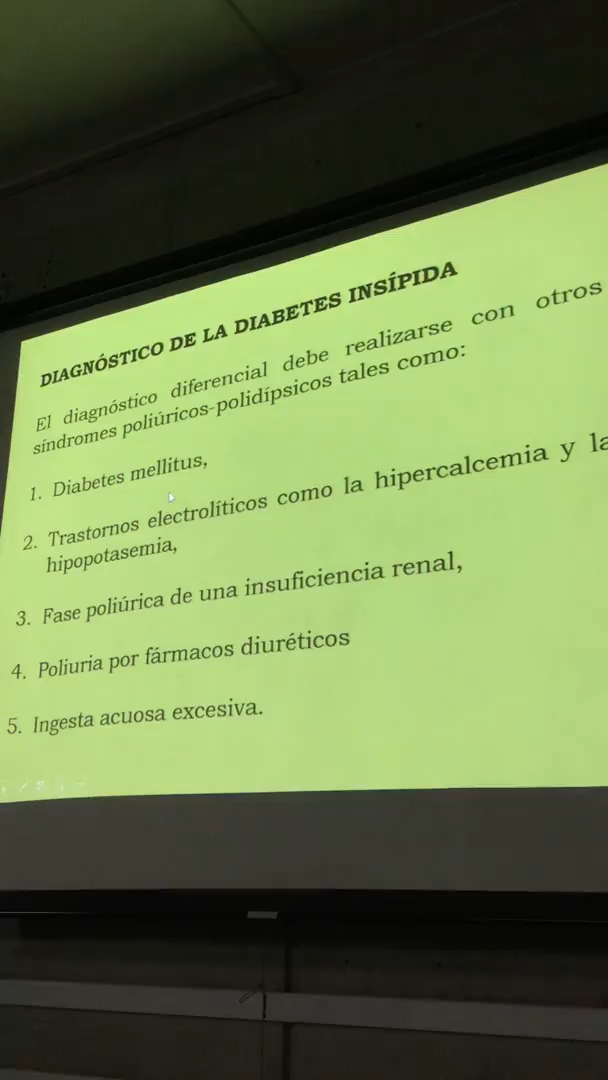 DIAGNÓSTICO DE LA DIABETES INSÍPIDA
El diagnóstico diferencial debe realizarse con otros
síndromes poliúricos-polidípsicos tales como:
1. Diabetes mellitus,
2. Trastornos electrolíticos como la hipercalcemia y la
hipopotasemia,
3. Fase poliúrica de una insuficiencia renal,
4. Poliuria por fármacos diuréticos
5. Ingesta acuosa excesiva.